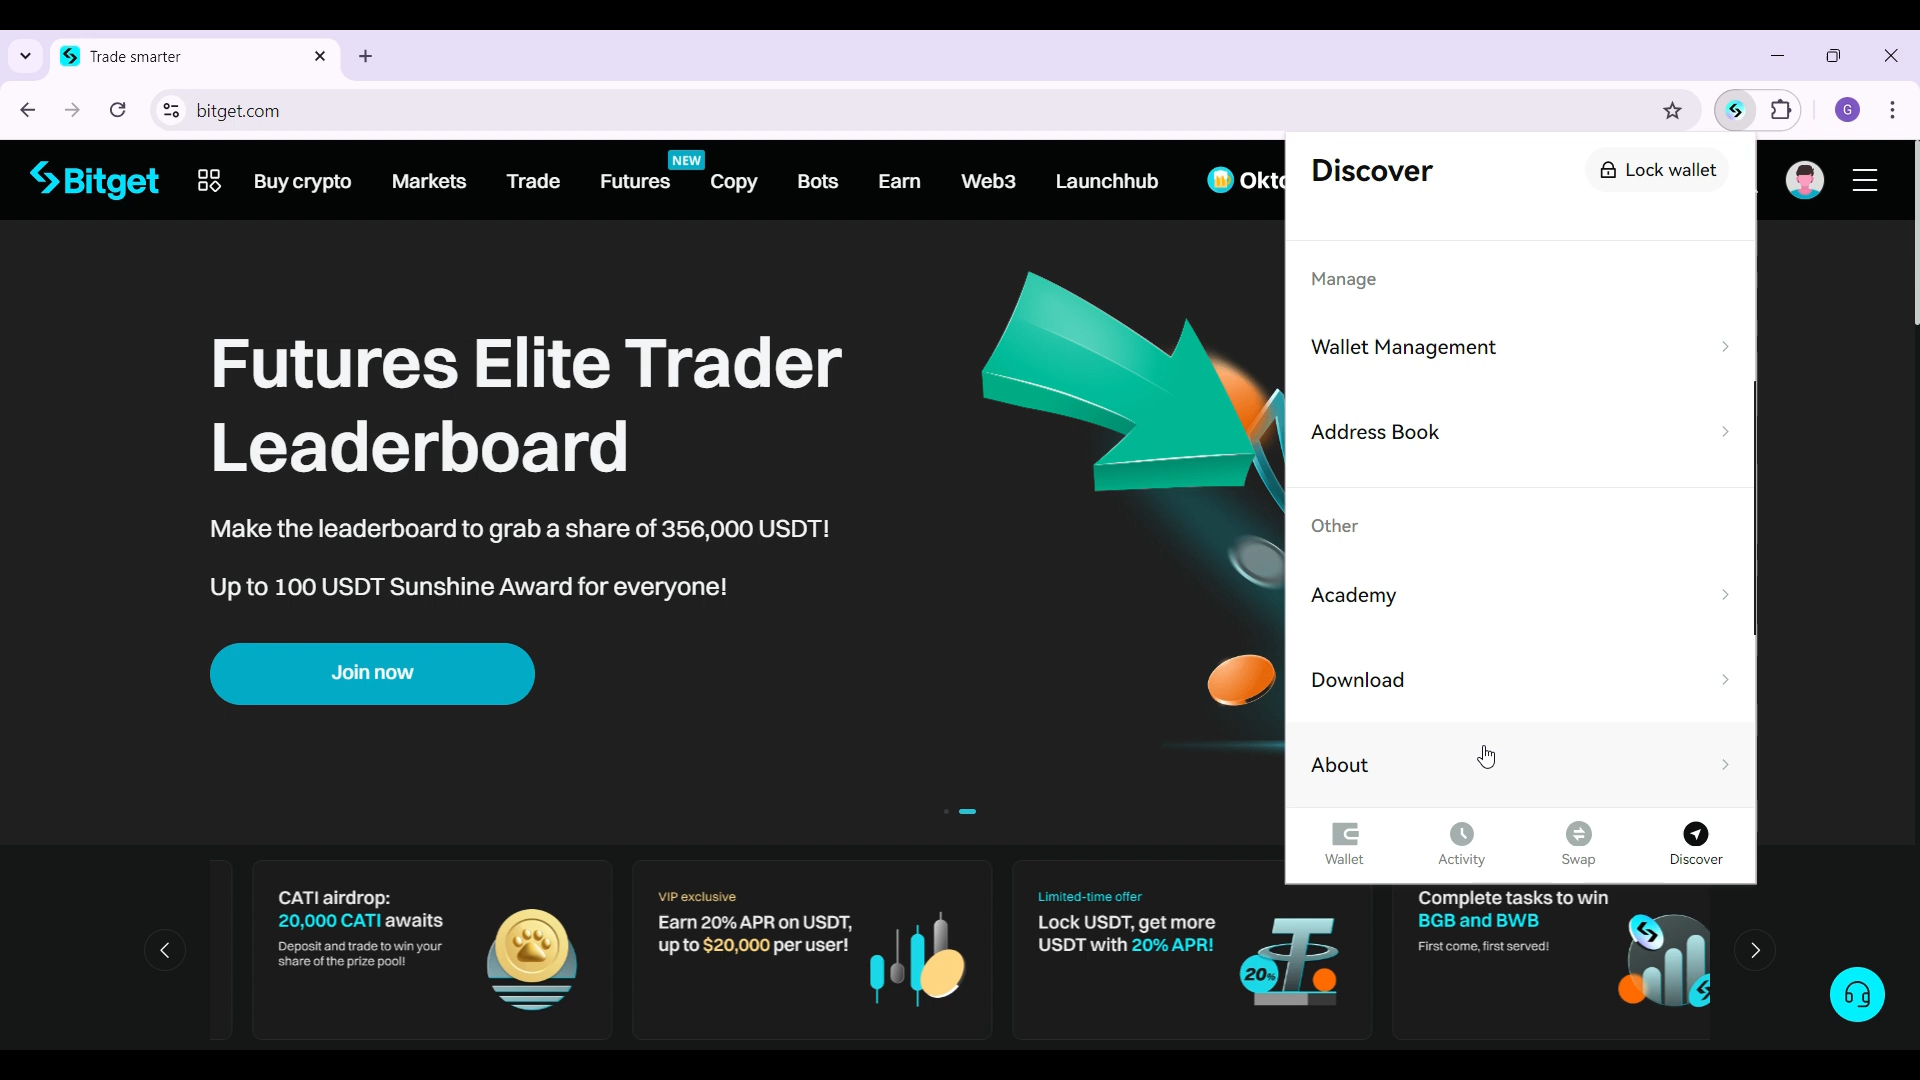 Trade smarter
bitget.com
G
Bitget
Buy crypto
Markets
Trade
Futures
NEW
Copy
Bots
Earn
Web3
Launchhub
Discover
Lock wallet
Futures Elite Trader
Leaderboard
Make the leaderboard to grab a share of 356,000 USDT!
Up to 100 USDT Sunshine Award for everyone!
Join now
Manage
Wallet Management
Address Book
Other
Academy
Download
About
Wallet
Activity
Swap
Discover
CATI airdrop:
20,000 CATI awaits
Deposit and trade to win your
share of the prize pool!
VIP exclusive
Earn 20% APR on USDT,
up to $20,000 per user!
Limited-time offer
Lock USDT, get more
USDT with 20% APR!
20%
Complete tasks to win
BGB and BWB
First come, first served!